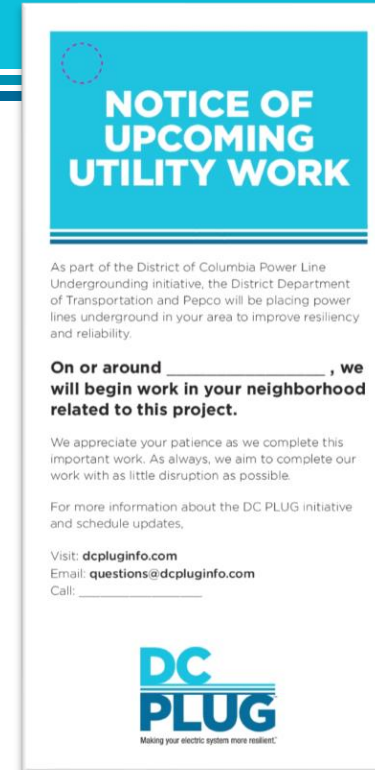 NOTICE OF
UPCOMING
UTILITY WORK
As part of the District of Columbia Power Line
Undergrounding initiative, the District Department
of Transportation and Pepco will be placing power
lines underground in your area to improve resiliency
and reliability.
On or around _________________ , we
will begin work in your neighborhood
related to this project.
We appreciate your patience as we complete this
important work. As always, we aim to complete our
work with as little disruption as possible.
For more information about the DC PLUG initiative
and schedule updates,
Visit: dcpluginfo.com
Email: questions@dcpluginfo.com
Call: _________________
DC
PLUG
Making your electric system more resilient.